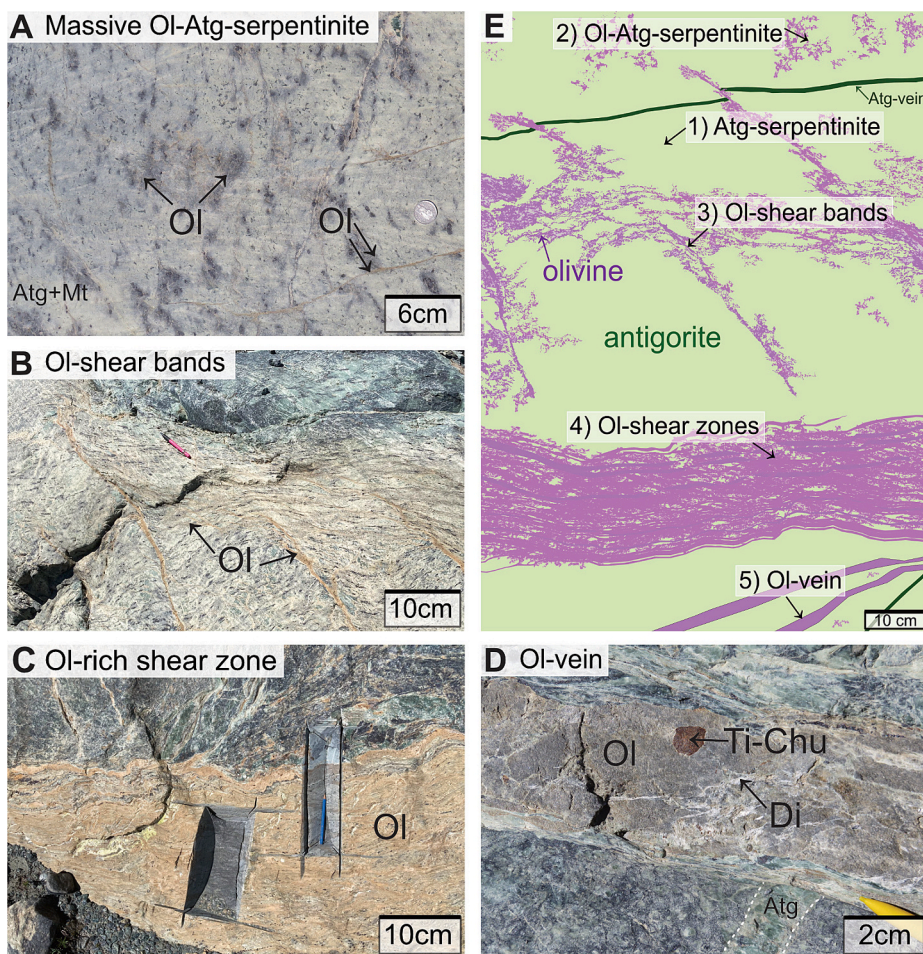 A Massive Ol-Atg-serpentinite
Ol
Ol
Atg+Mt
6cm
B Ol-shear bands
Ol
10cm
C Ol-rich shear zone
Ol
10cm
E
2) Ol-Atg-serpentinite
Atg-vein
1) Atg-serpentinite
3) Ol-shear bands
olivine
antigorite
4) Ol-shear zones
5) Ol-vein
10 cm
D Ol-vein
Ol
Ti-Chu
Di
Atg
2cm